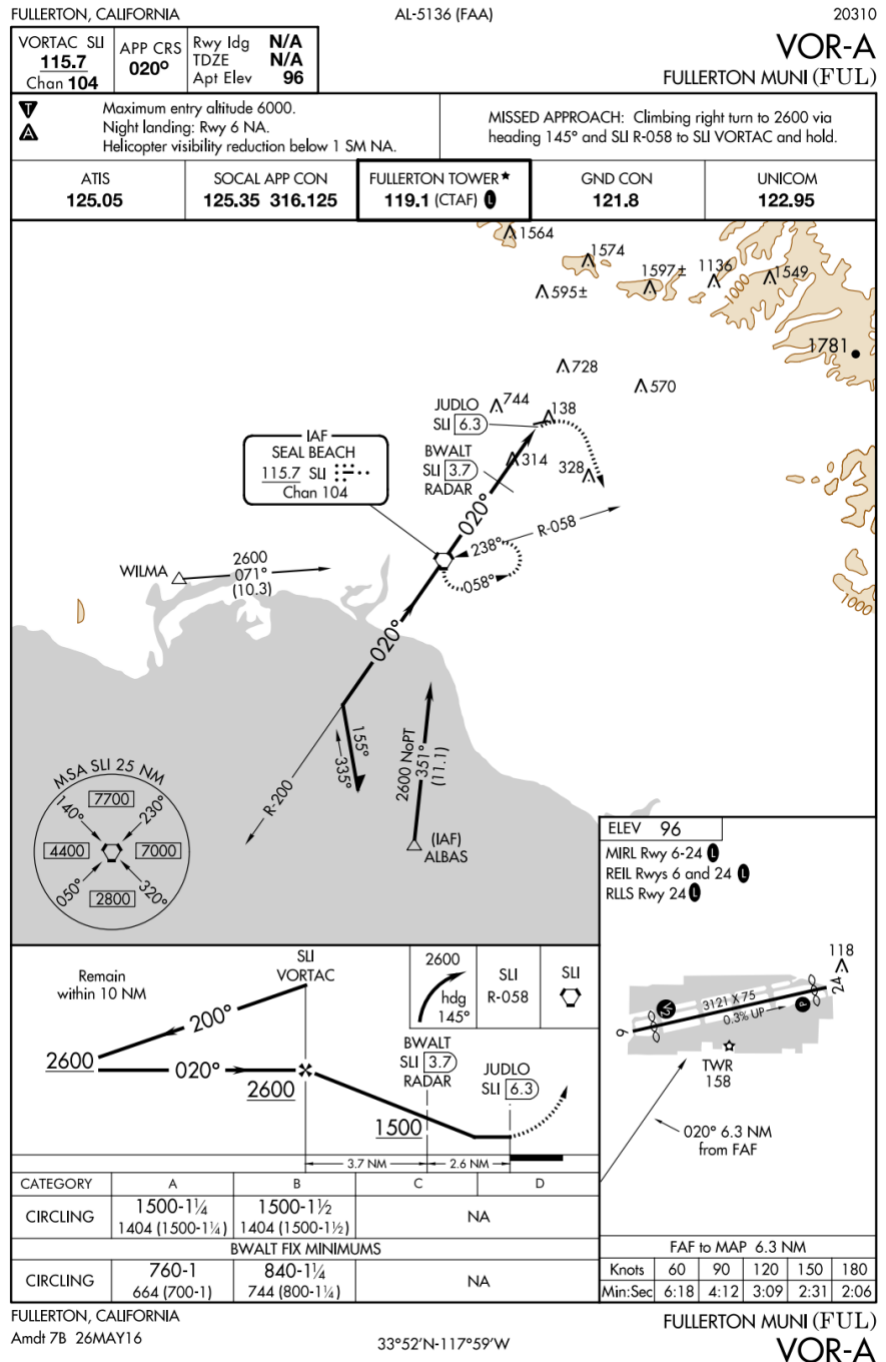 FULLERTON, CALIFORNIA AL-5136 (FAA) 20310
VORTAC SLI
115.7
Chan 104
APP CRS
020°
Rwy ldg N/A
TDZE N/A
Apt Elev 96
VOR-A
FULLERTON MUNI (FUL)
T
A
Maximum entry altitude 6000.
Night landing: Rwy 6 NA.
Helicopter visibility reduction below 1 SM NA.
MISSED APPROACH: Climbing right turn to 2600 via
heading 145° and SLI R-058 to SLI VORTAC and hold.
ATIS
125.05
SOCAL APP CON
125.35 316.125
FULLERTON TOWER★
119.1 (CTAF) L
GND CON
121.8
UNICOM
122.95
1564
1574
1597±
1136
1549
595±
1000
1781
728
570
744
138
JUDLO
SLI 6.3
BWALT
SLI 3.7
RADAR
314
328
IAF
SEAL BEACH
115.7 SLI
Chan 104
020°
R-058
238°
058°
WILMA
2600
071°
(10.3)
1000
020°
155°
335°
R-200
2600 NoPT
351°
(11.1)
(IAF)
ALBAS
MSA SLI 25 NM
140°
7700
230°
4400
7000
050°
2800
320°
ELEV 96
MIRL Rwy 6-24 L
REIL Rwys 6 and 24 L
RLLS Rwy 24 L
118
24
3121 X 75
0.3% UP
P
6
TWR
158
020° 6.3 NM
from FAF
Remain
within 10 NM
SLI
VORTAC
200°
2600
020°
2600
2600
hdg
145°
SLI
R-058
SLI
BWALT
SLI 3.7
RADAR
JUDLO
SLI 6.3
1500
3.7 NM
2.6 NM
CATEGORY A B C D
CIRCLING
1500-1¼
1404 (1500-1¼)
1500-1½
1404 (1500-1½)
NA
BWALT FIX MINIMUMS
CIRCLING
760-1
664 (700-1)
840-1¼
744 (800-1¼)
NA
FAF to MAP 6.3 NM
Knots 60 90 120 150 180
Min:Sec 6:18 4:12 3:09 2:31 2:06
FULLERTON, CALIFORNIA
Amdt 7B 26MAY16
33°52'N-117°59'W
FULLERTON MUNI (FUL)
VOR-A